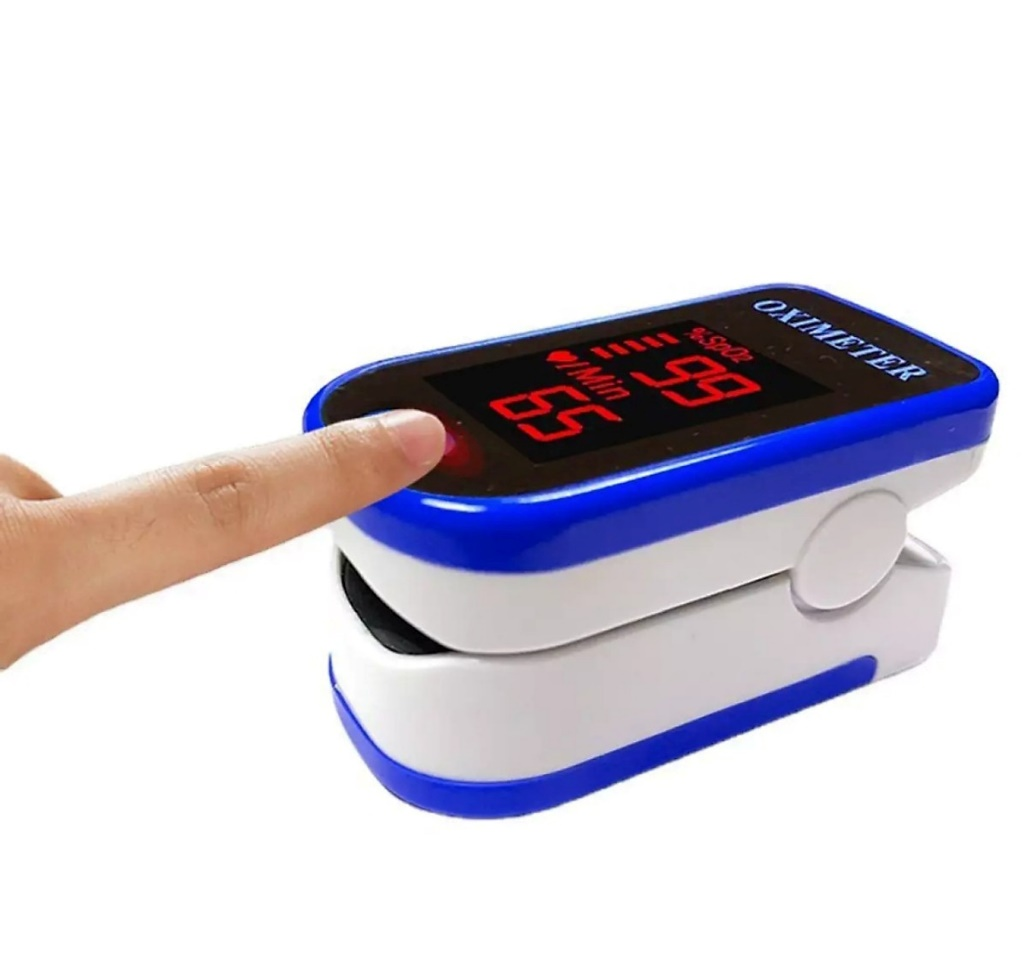 OXIMETER
%SpO2
99
/Min
65